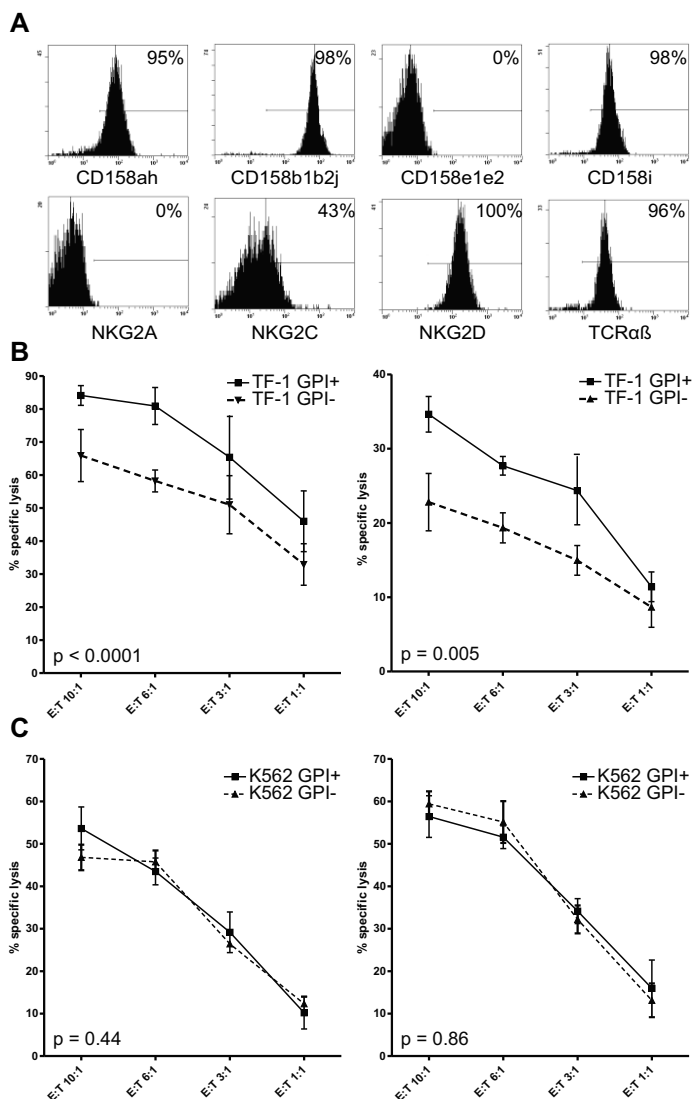 A
95%
98%
0%
98%
CD158ah
CD158b1b2j
CD158e1e2
CD158i
0%
43%
100%
96%
NKG2A
NKG2C
NKG2D
TCRαß
B
TF-1 GPI+
TF-1 GPI-
% specific lysis
90
80
70
60
50
40
30
20
10
0
p < 0.0001
E:T 10:1
E:T 6:1
E:T 3:1
E:T 1:1
TF-1 GPI+
TF-1 GPI-
% specific lysis
40
30
20
10
0
p = 0.005
E:T 10:1
E:T 6:1
E:T 3:1
E:T 1:1
C
K562 GPI+
K562 GPI-
% specific lysis
70
60
50
40
30
20
10
0
p = 0.44
E:T 10:1
E:T 6:1
E:T 3:1
E:T 1:1
K562 GPI+
K562 GPI-
% specific lysis
70
60
50
40
30
20
10
0
p = 0.86
E:T 10:1
E:T 6:1
E:T 3:1
E:T 1:1